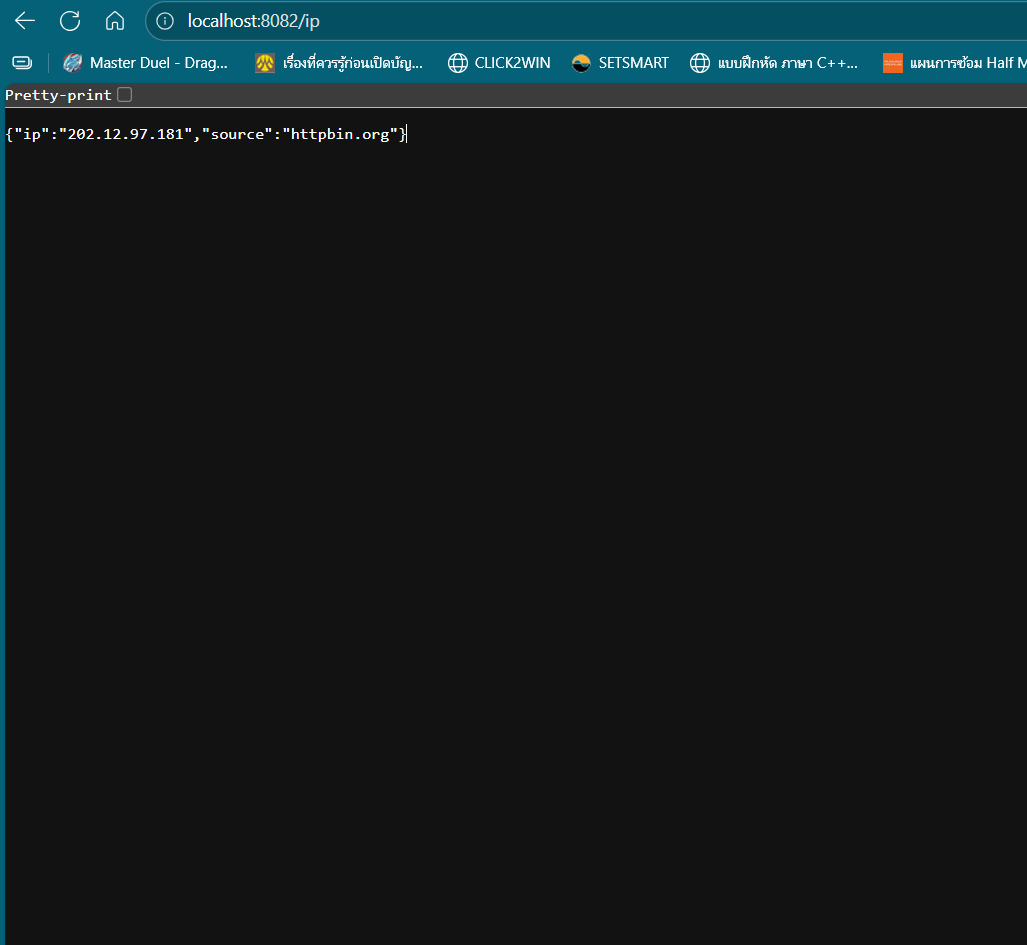 localhost:8082/ip
Master Duel - Drag... เรื่องที่ควรรู้ก่อนเปิดบัญ... CLICK2WIN SETSMART แบบฝึกหัด ภาษา C++... แผนการซ้อม Half M
Pretty-print
{"ip":"202.12.97.181","source":"httpbin.org"}